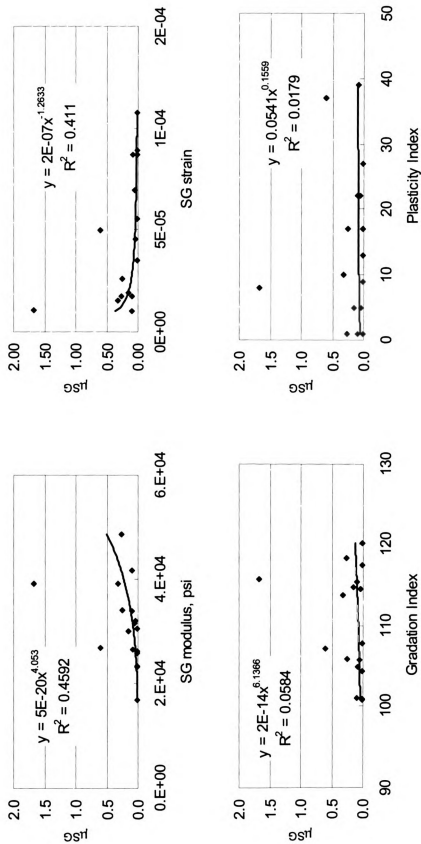 2.00
1.50
1.00
0.50
0.00
µSG
y = 5E-20x^4.053
R² = 0.4592
0.E+00 2.E+04 4.E+04 6.E+04
SG modulus, psi
2.00
1.50
1.00
0.50
0.00
µSG
y = 2E-07x^-1.2633
R² = 0.411
0E+00 5E-05 1E-04 2E-04
SG strain
2.0
1.5
1.0
0.5
0.0
µSG
y = 2E-14x^6.1366
R² = 0.0584
90 100 110 120 130
Gradation Index
2.0
1.5
1.0
0.5
0.0
µSG
y = 0.0541x^0.1559
R² = 0.0179
0 10 20 30 40 50
Plasticity Index